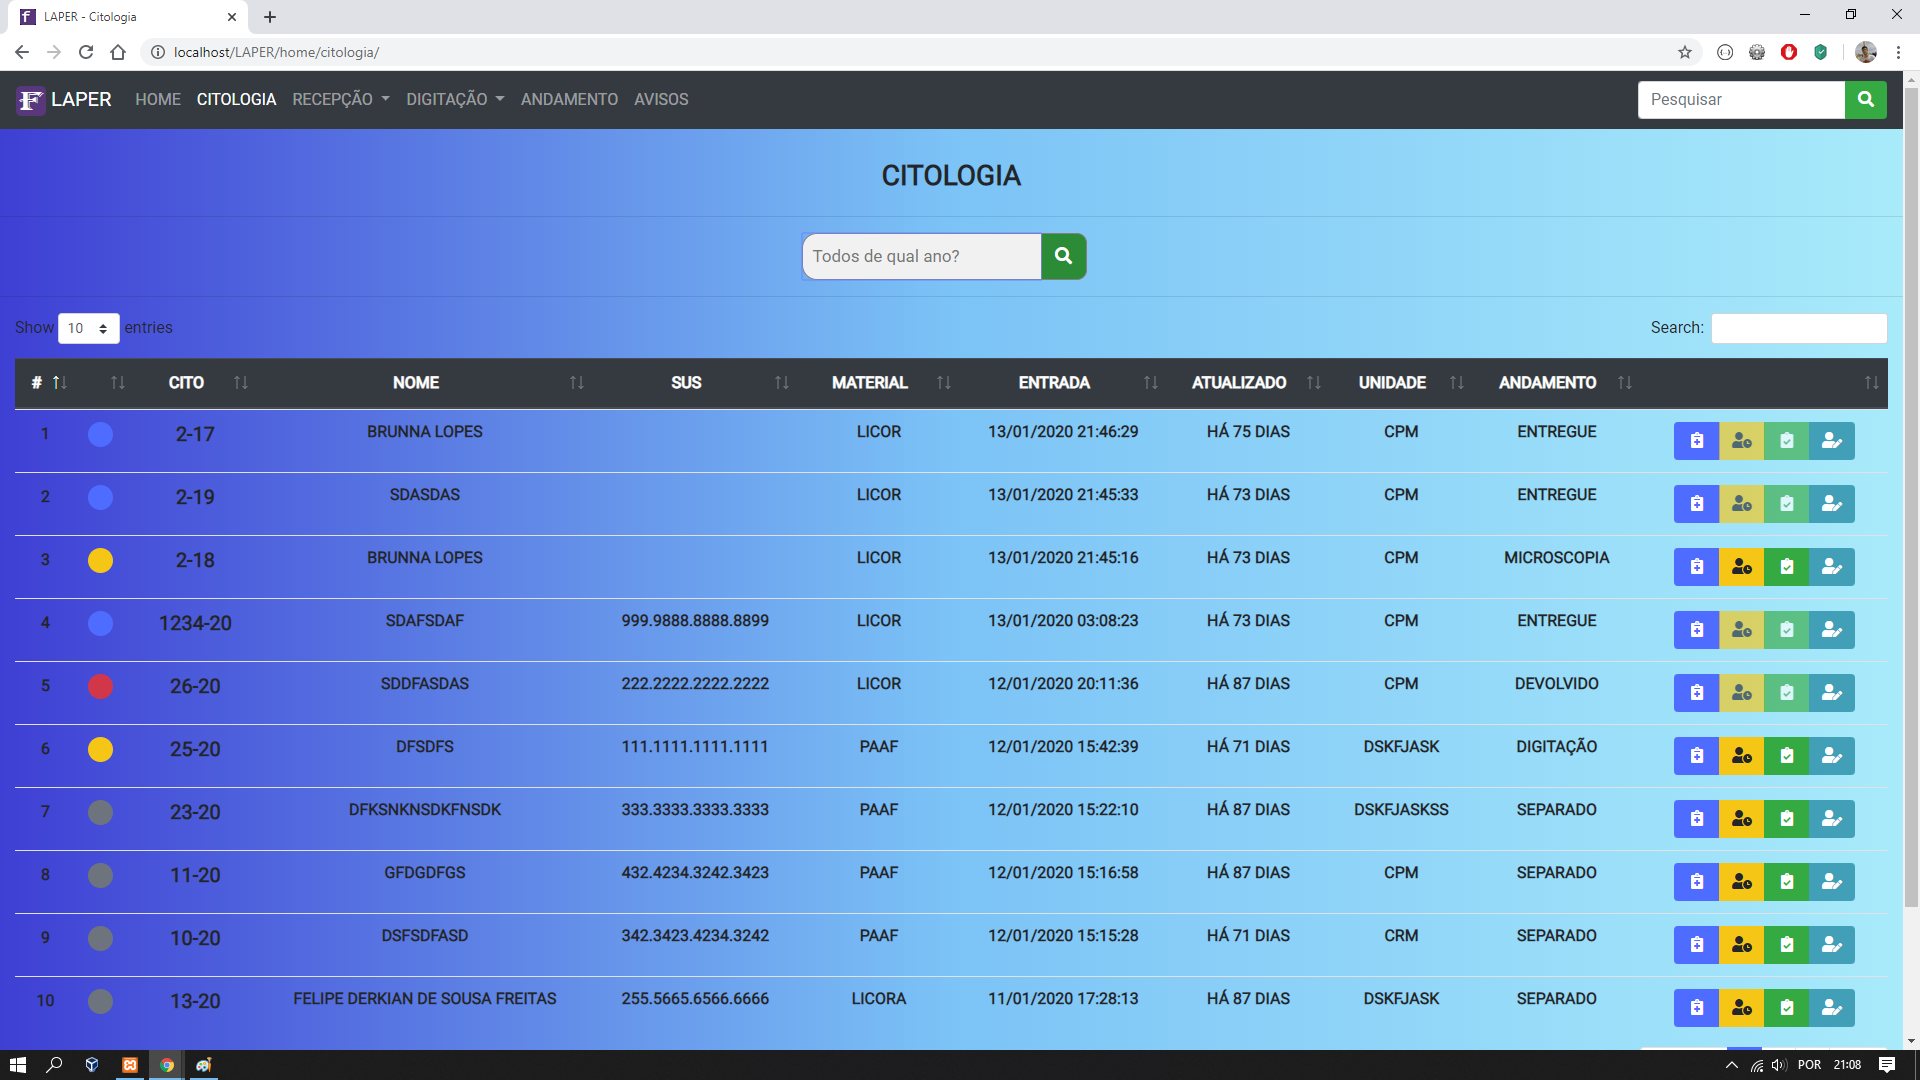 LAPER - Citologia
localhost/LAPER/home/citologia/
LAPER HOME CITOLOGIA RECEPÇÃO DIGITAÇÃO ANDAMENTO AVISOS Pesquisar
CITOLOGIA
Todos de qual ano?
Show 10 entries Search:
# CITO NOME SUS MATERIAL ENTRADA ATUALIZADO UNIDADE ANDAMENTO
1 2-17 BRUNNA LOPES LICOR 13/01/2020 21:46:29 HÁ 75 DIAS CPM ENTREGUE
2 2-19 SDASDAS LICOR 13/01/2020 21:45:33 HÁ 73 DIAS CPM ENTREGUE
3 2-18 BRUNNA LOPES LICOR 13/01/2020 21:45:16 HÁ 73 DIAS CPM MICROSCOPIA
4 1234-20 SDAFSDAF 999.9888.8888.8899 LICOR 13/01/2020 03:08:23 HÁ 73 DIAS CPM ENTREGUE
5 26-20 SDDFASDAS 222.2222.2222.2222 LICOR 12/01/2020 20:11:36 HÁ 87 DIAS CPM DEVOLVIDO
6 25-20 DFSDFS 111.1111.1111.1111 PAAF 12/01/2020 15:42:39 HÁ 71 DIAS DSKFJASK DIGITAÇÃO
7 23-20 DFKSNKNSDKFNSDK 333.3333.3333.3333 PAAF 12/01/2020 15:22:10 HÁ 87 DIAS DSKFJASKSS SEPARADO
8 11-20 GFDGDFGS 432.4234.3242.3423 PAAF 12/01/2020 15:16:58 HÁ 87 DIAS CPM SEPARADO
9 10-20 DSFSDFASD 342.3423.4234.3242 PAAF 12/01/2020 15:15:28 HÁ 71 DIAS CRM SEPARADO
10 13-20 FELIPE DERKIAN DE SOUSA FREITAS 255.5665.6566.6666 LICORA 11/01/2020 17:28:13 HÁ 87 DIAS DSKFJASK SEPARADO
POR 21:08